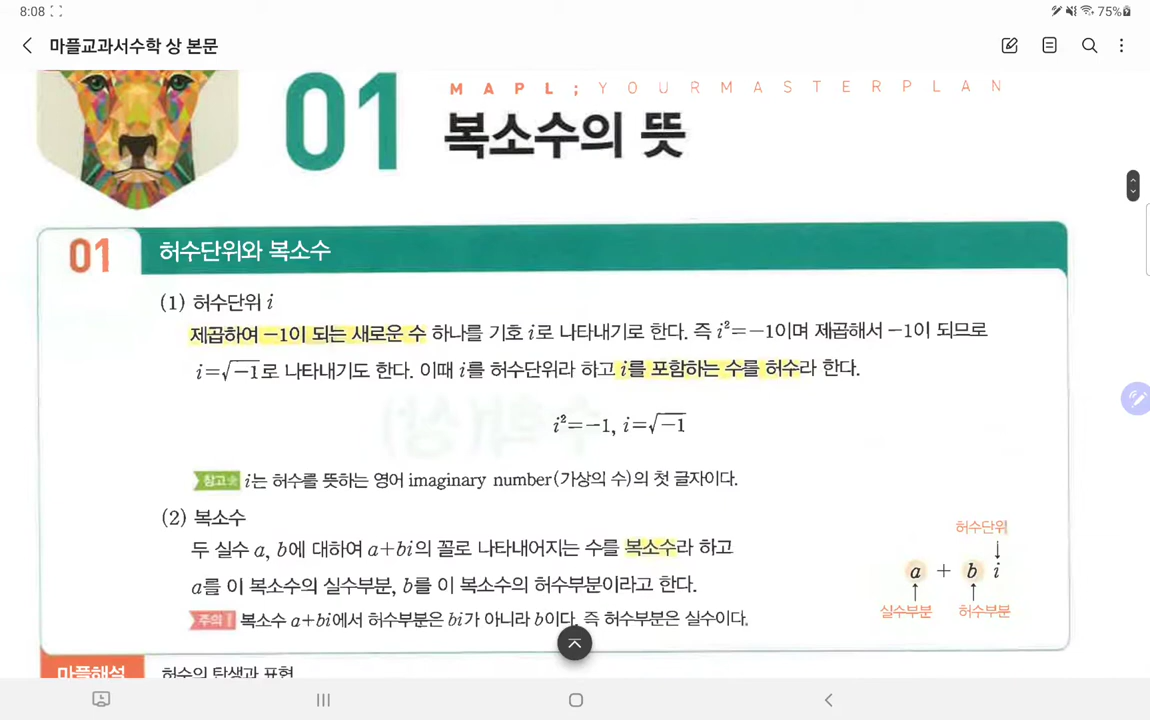 8:08
75%
마플교과서수학 상 본문
01
MAPL;YOURMASTERPLAN
복소수의 뜻
01 허수단위와 복소수
(1) 허수단위 i
제곱하여 −1이 되는 새로운 수 하나를 기호 i로 나타내기로 한다. 즉 i²=−1이며 제곱해서 −1이 되므로
i=√−1로 나타내기도 한다. 이때 i를 허수단위라 하고 i를 포함하는 수를 허수라 한다.
i²=−1, i=√−1
참고 i는 허수를 뜻하는 영어 imaginary number(가상의 수)의 첫 글자이다.
(2) 복소수
두 실수 a, b에 대하여 a+bi의 꼴로 나타내어지는 수를 복소수라 하고
a를 이 복소수의 실수부분, b를 이 복소수의 허수부분이라고 한다.
주의 복소수 a+bi에서 허수부분은 bi가 아니라 b이다. 즉 허수부분은 실수이다.
허수단위
a + b i
실수부분 허수부분
마플해설 허수의 탄생과 표현